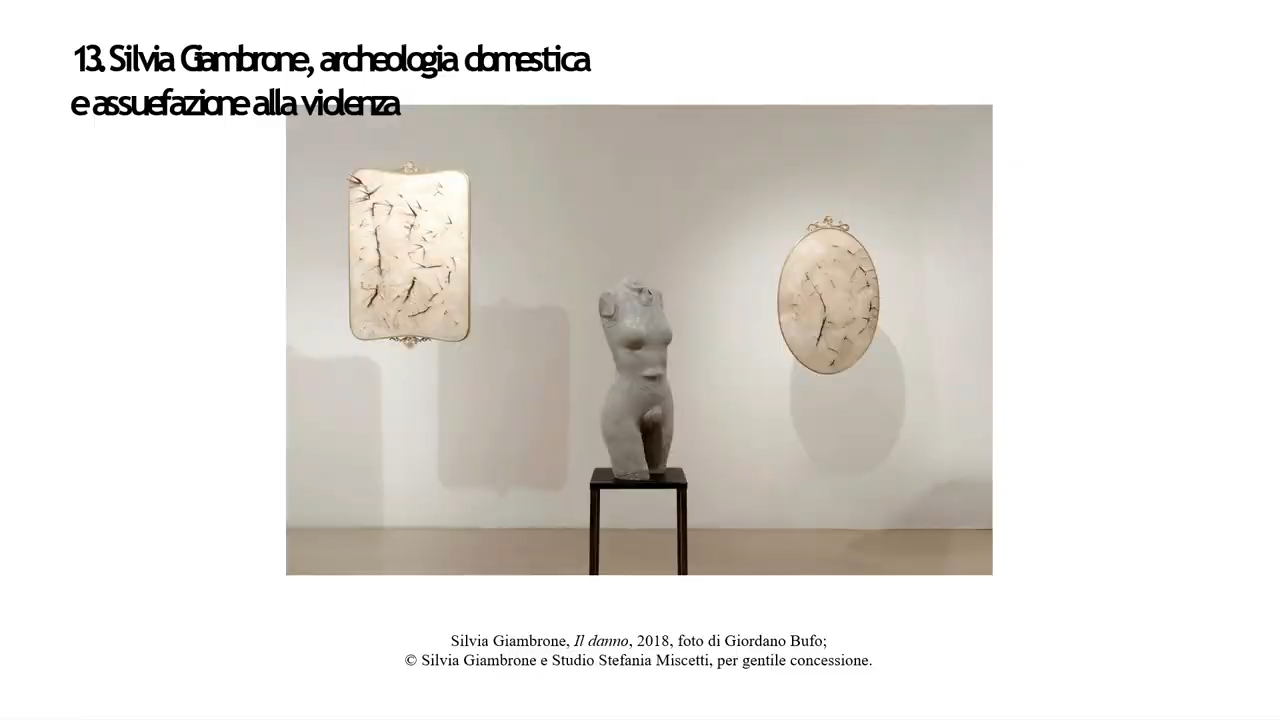 13. Silvia Giambrone, archeologia domestica
e assuefazione alla violenza
Silvia Giambrone, Il danno, 2018, foto di Giordano Bufo;
© Silvia Giambrone e Studio Stefania Miscetti, per gentile concessione.